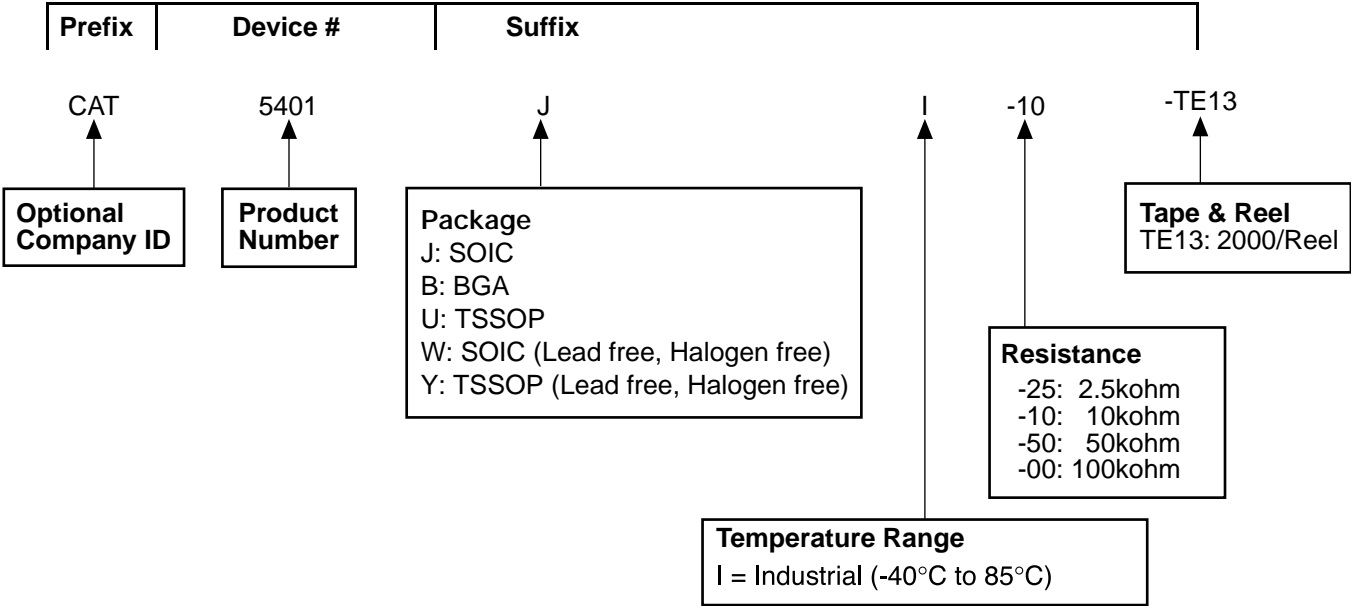 Prefix Device # Suffix
CAT 5401 J I -10 -TE13
Optional
Company ID
Product
Number
Package
J: SOIC
B: BGA
U: TSSOP
W: SOIC (Lead free, Halogen free)
Y: TSSOP (Lead free, Halogen free)
Tape & Reel
TE13: 2000/Reel
Resistance
-25: 2.5kohm
-10: 10kohm
-50: 50kohm
-00: 100kohm
Temperature Range
I = Industrial (-40°C to 85°C)